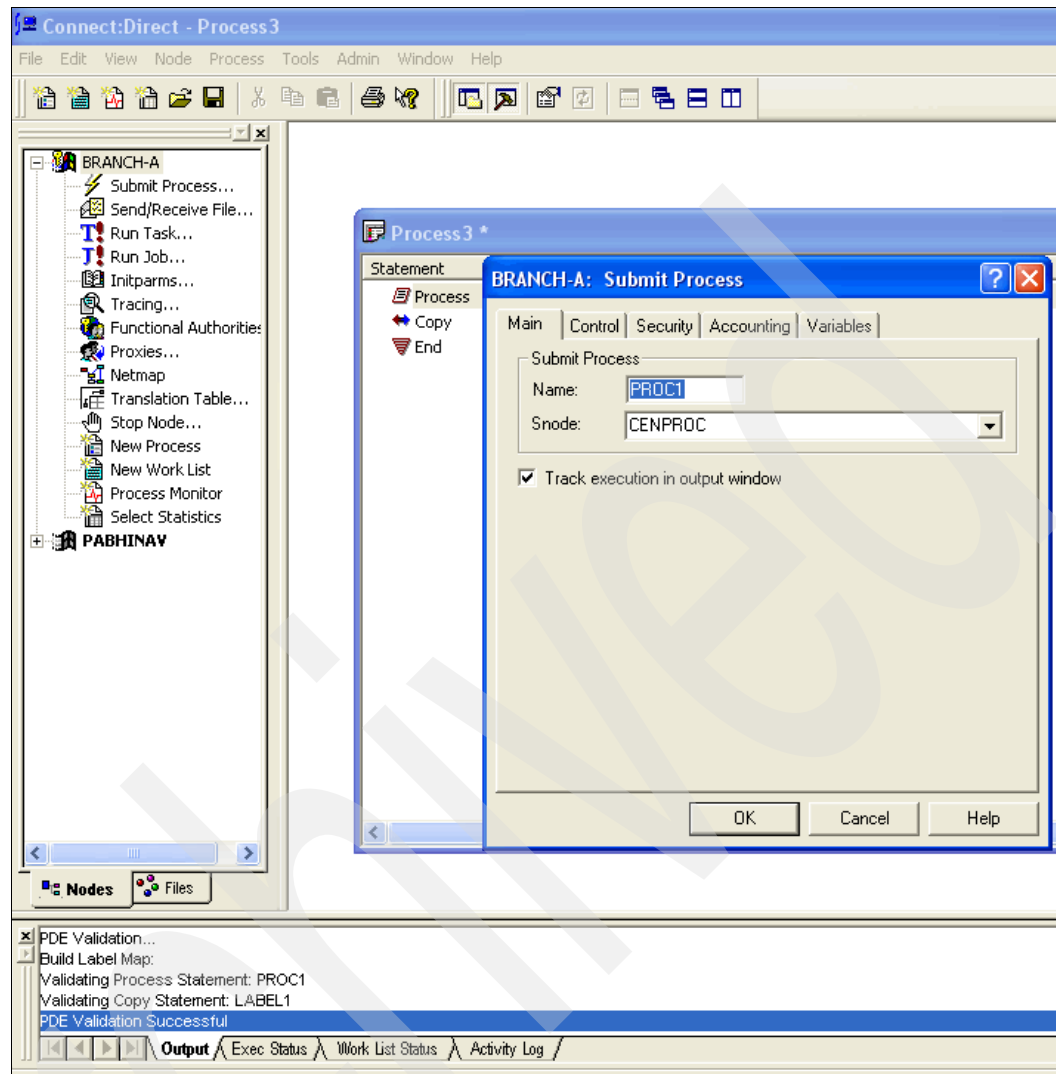 Connect:Direct - Process3
File Edit View Node Process Tools Admin Window Help
BRANCH-A
Submit Process...
Send/Receive File...
Run Task...
Run Job...
Initparms...
Tracing...
Functional Authorities
Proxies...
Netmap
Translation Table...
Stop Node...
New Process
New Work List
Process Monitor
Select Statistics
PABHINAV
Nodes Files
Process3 *
Statement
Process
Copy
End
BRANCH-A: Submit Process
Main Control Security Accounting Variables
Submit Process
Name: PROC1
Snode: CENPROC
Track execution in output window
OK Cancel Help
PDE Validation...
Build Label Map:
Validating Process Statement: PROC1
Validating Copy Statement: LABEL1
PDE Validation Successful
Output Exec Status Work List Status Activity Log